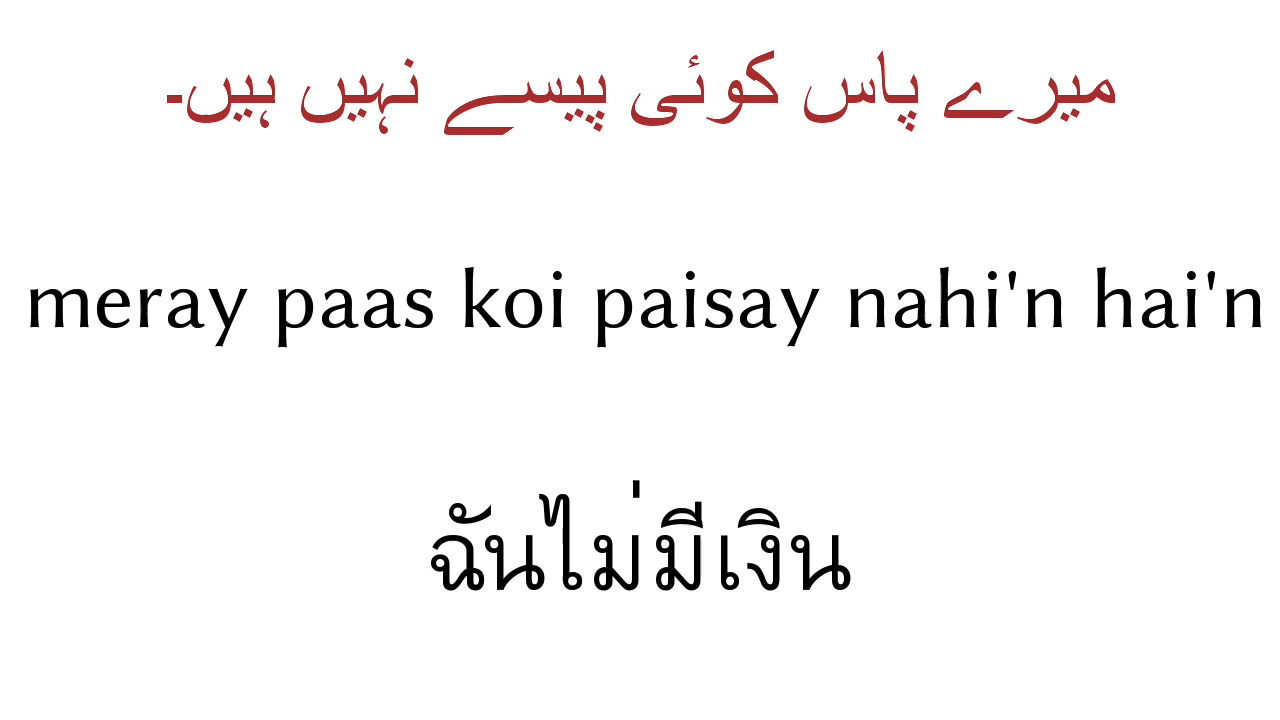 میرے پاس کوئی پیسے نہیں ہیں۔
meray paas koi paisay nahi'n hai'n
ฉันไม่มีเงิน